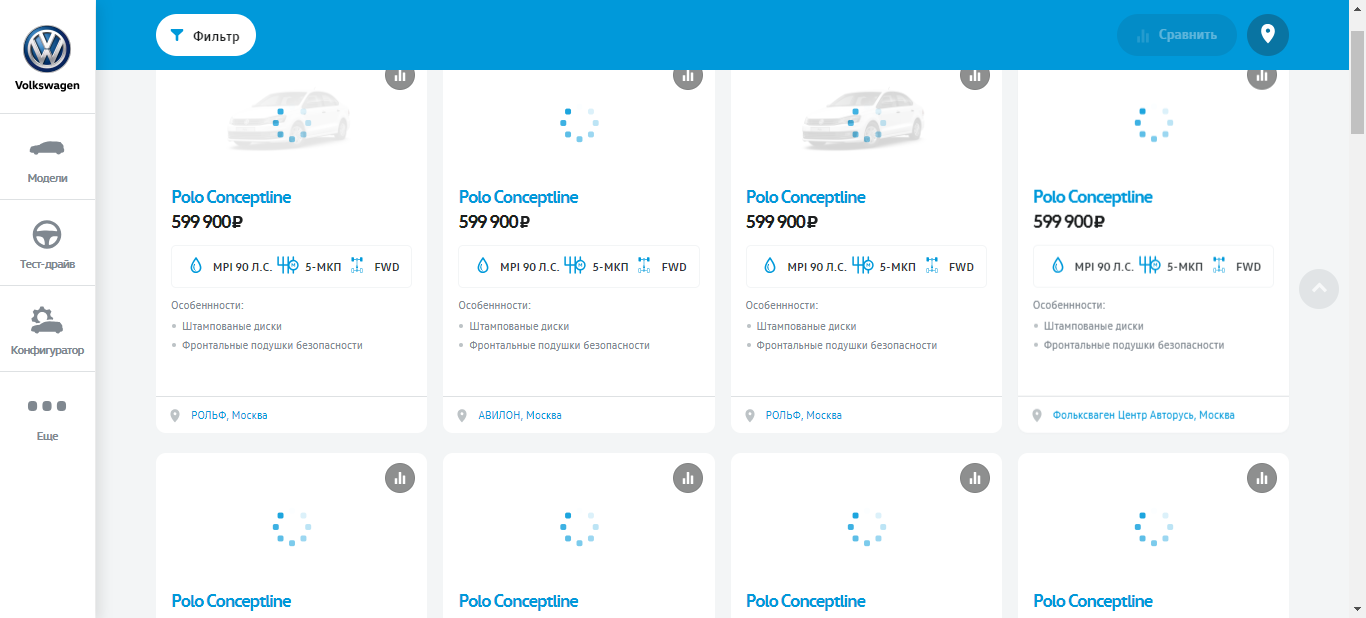 Фильтр
Сравнить
Volkswagen
Модели
Тест-драйв
Конфигуратор
Еще
Polo Conceptline
599 900₽
MPI 90 Л.С. 5-МКП FWD
Особеннности:
Штампованые диски
Фронтальные подушки безопасности
РОЛЬФ, Москва
Polo Conceptline
599 900₽
MPI 90 Л.С. 5-МКП FWD
Особеннности:
Штампованые диски
Фронтальные подушки безопасности
АВИЛОН, Москва
Polo Conceptline
599 900₽
MPI 90 Л.С. 5-МКП FWD
Особеннности:
Штампованые диски
Фронтальные подушки безопасности
РОЛЬФ, Москва
Polo Conceptline
599 900₽
MPI 90 Л.С. 5-МКП FWD
Особеннности:
Штампованые диски
Фронтальные подушки безопасности
Фольксваген Центр Авторусь, Москва
Polo Conceptline
Polo Conceptline
Polo Conceptline
Polo Conceptline